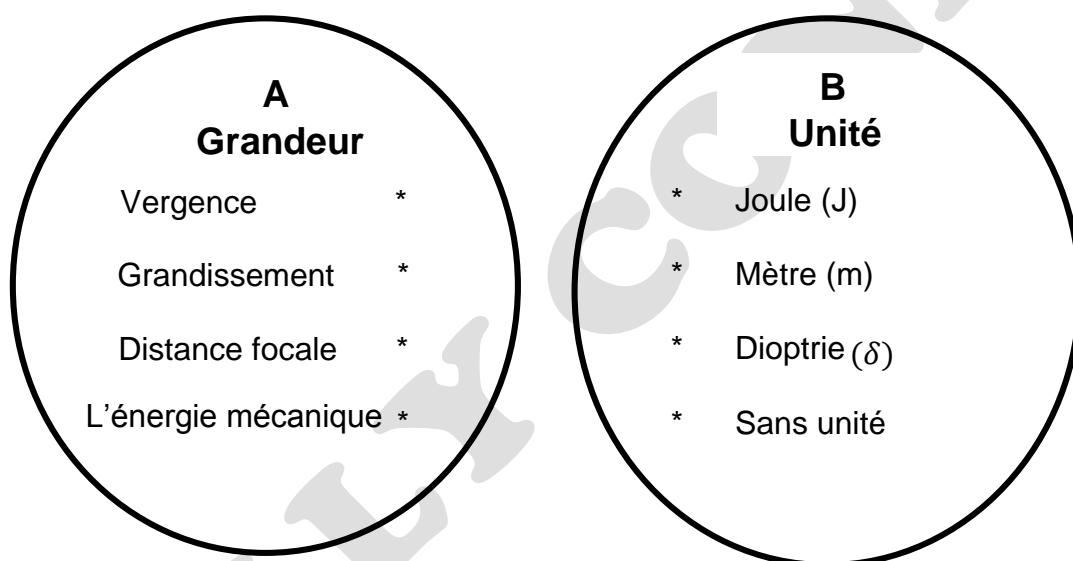 A
Grandeur
Vergence *
Grandissement *
Distance focale *
L’énergie mécanique *
B
Unité
* Joule (J)
* Mètre (m)
* Dioptrie (δ)
* Sans unité